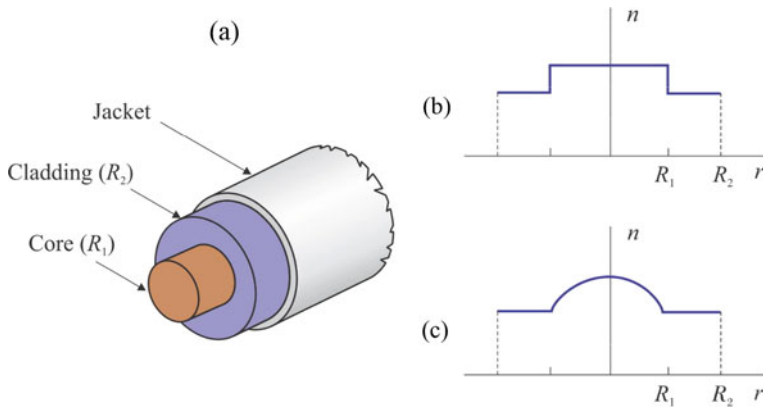 (a)
Jacket
Cladding (R₂)
Core (R₁)
n
(b)
R₁ R₂ r
n
(c)
R₁ R₂ r